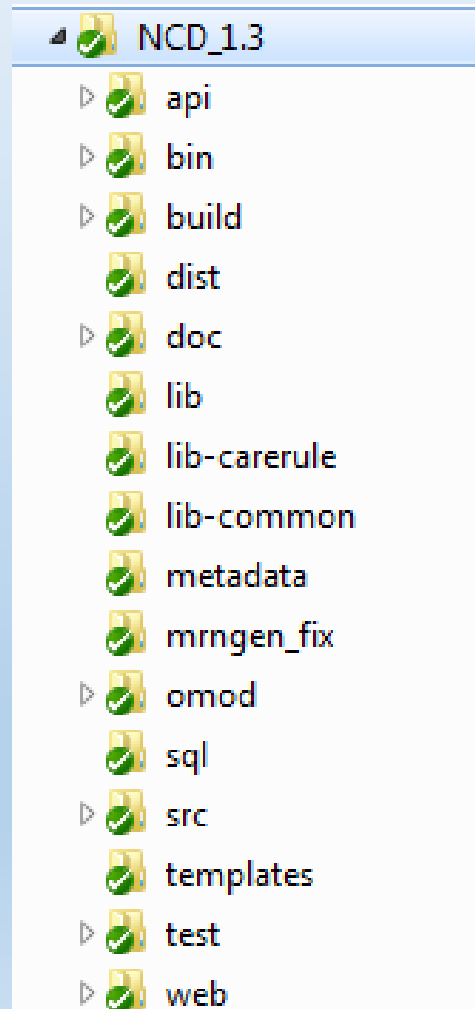 NCD_1.3
api
bin
build
dist
doc
lib
lib-carerule
lib-common
metadata
mrngen_fix
omod
sql
src
templates
test
web